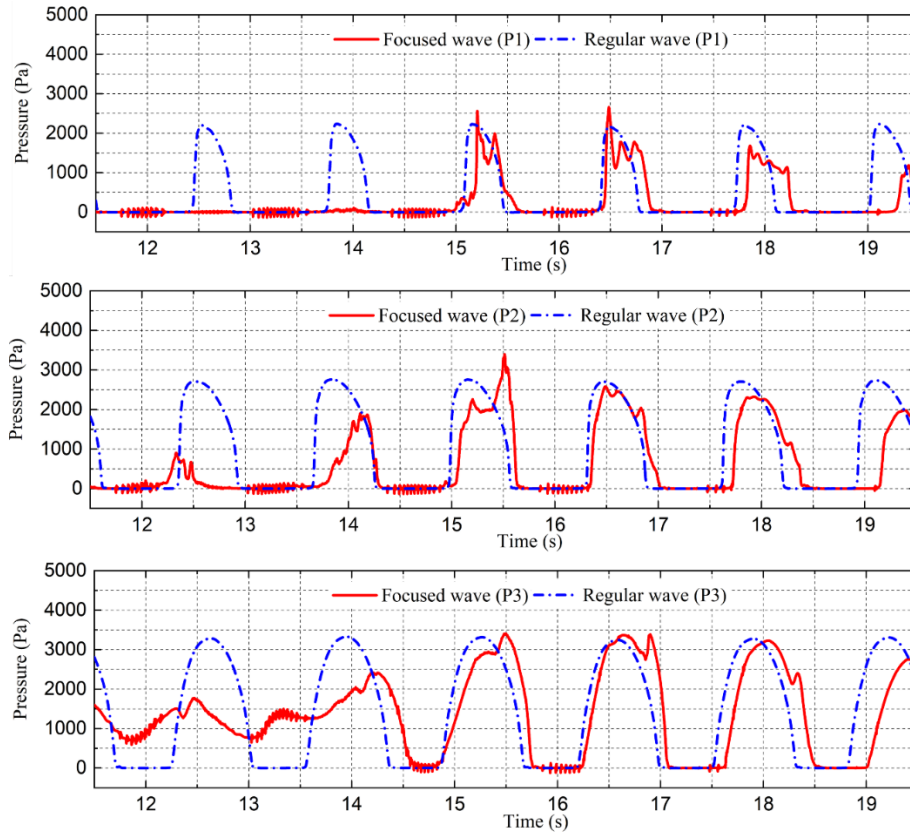 5000
4000
3000
2000
1000
0
Pressure (Pa)
Focused wave (P1) Regular wave (P1)
12 13 14 15 16 17 18 19
Time (s)
5000
4000
3000
2000
1000
0
Pressure (Pa)
Focused wave (P2) Regular wave (P2)
12 13 14 15 16 17 18 19
Time (s)
5000
4000
3000
2000
1000
0
Pressure (Pa)
Focused wave (P3) Regular wave (P3)
12 13 14 15 16 17 18 19
Time (s)